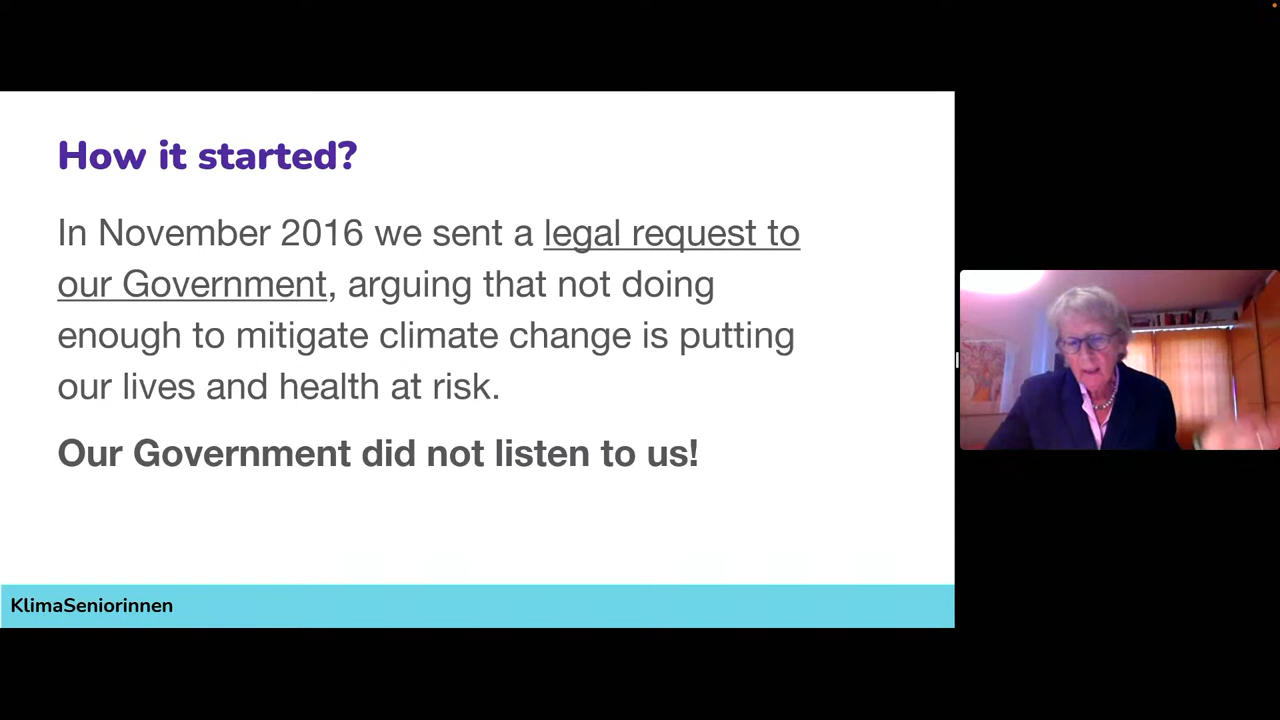 How it started?
In November 2016 we sent a legal request to
our Government, arguing that not doing
enough to mitigate climate change is putting
our lives and health at risk.
Our Government did not listen to us!
KlimaSeniorinnen